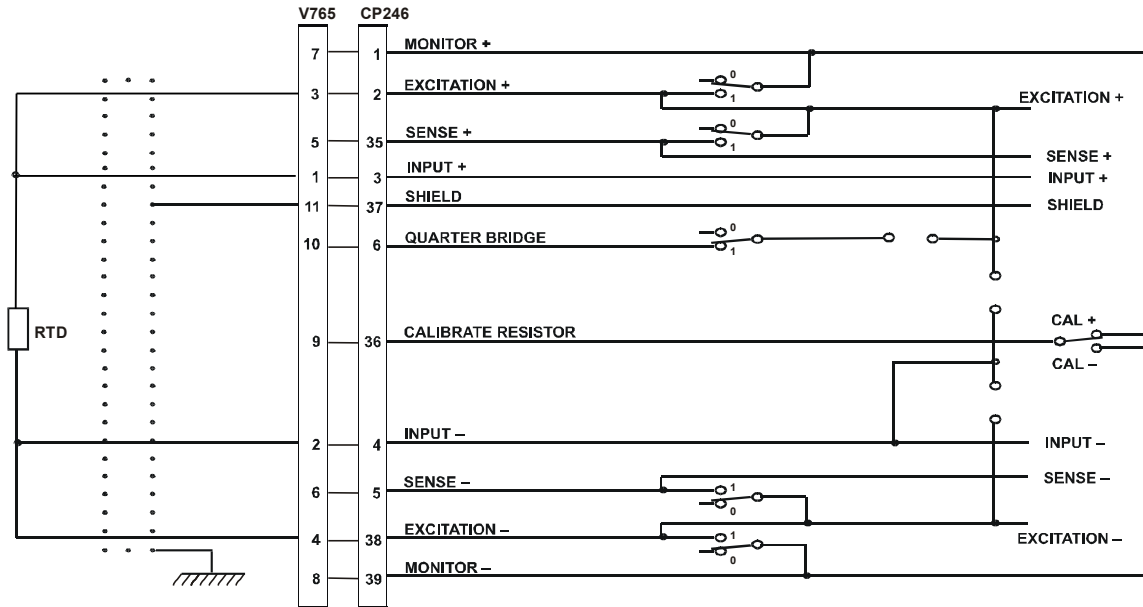 V765 CP246
7 1 MONITOR +
0
3 2 EXCITATION + 1 EXCITATION +
0
5 35 SENSE + 1
SENSE +
1 3 INPUT + INPUT +
11 37 SHIELD SHIELD
0
10 6 QUARTER BRIDGE 1
RTD
9 36 CALIBRATE RESISTOR CAL +
CAL –
2 4 INPUT – INPUT –
SENSE –
6 5 SENSE – 1
0
4 38 EXCITATION – 1 EXCITATION –
0
8 39 MONITOR –